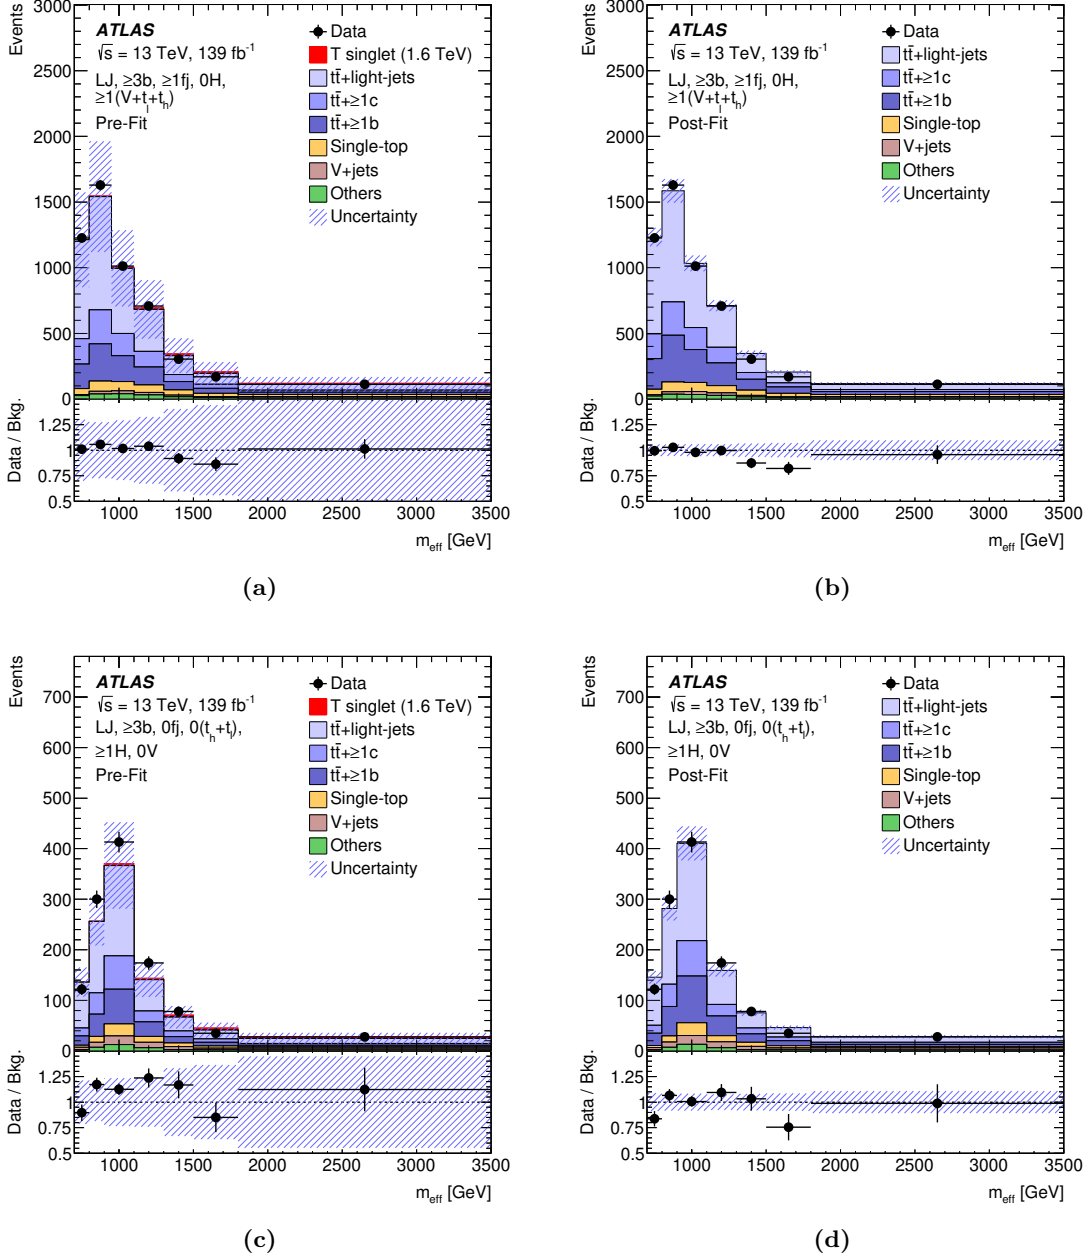 Events
3000
2500
2000
1500
1000
500
0
ATLAS
√s = 13 TeV, 139 fb⁻¹
LJ, ≥3b, ≥1fj, 0H,
≥1(V+t_l+t_h)
Pre-Fit
Data
T singlet (1.6 TeV)
tt̄+light-jets
tt̄+≥1c
tt̄+≥1b
Single-top
V+jets
Others
Uncertainty
Data / Bkg.
1.25
1
0.75
0.5
1000 1500 2000 2500 3000 3500
m_eff [GeV]
(a)
Events
3000
2500
2000
1500
1000
500
0
ATLAS
√s = 13 TeV, 139 fb⁻¹
LJ, ≥3b, ≥1fj, 0H,
≥1(V+t_l+t_h)
Post-Fit
Data
tt̄+light-jets
tt̄+≥1c
tt̄+≥1b
Single-top
V+jets
Others
Uncertainty
Data / Bkg.
1.25
1
0.75
0.5
1000 1500 2000 2500 3000 3500
m_eff [GeV]
(b)
Events
700
600
500
400
300
200
100
0
ATLAS
√s = 13 TeV, 139 fb⁻¹
LJ, ≥3b, 0fj, 0(t_h+t_l),
≥1H, 0V
Pre-Fit
Data
T singlet (1.6 TeV)
tt̄+light-jets
tt̄+≥1c
tt̄+≥1b
Single-top
V+jets
Others
Uncertainty
Data / Bkg.
1.25
1
0.75
0.5
1000 1500 2000 2500 3000 3500
m_eff [GeV]
(c)
Events
700
600
500
400
300
200
100
0
ATLAS
√s = 13 TeV, 139 fb⁻¹
LJ, ≥3b, 0fj, 0(t_h+t_l),
≥1H, 0V
Post-Fit
Data
tt̄+light-jets
tt̄+≥1c
tt̄+≥1b
Single-top
V+jets
Others
Uncertainty
Data / Bkg.
1.25
1
0.75
0.5
1000 1500 2000 2500 3000 3500
m_eff [GeV]
(d)